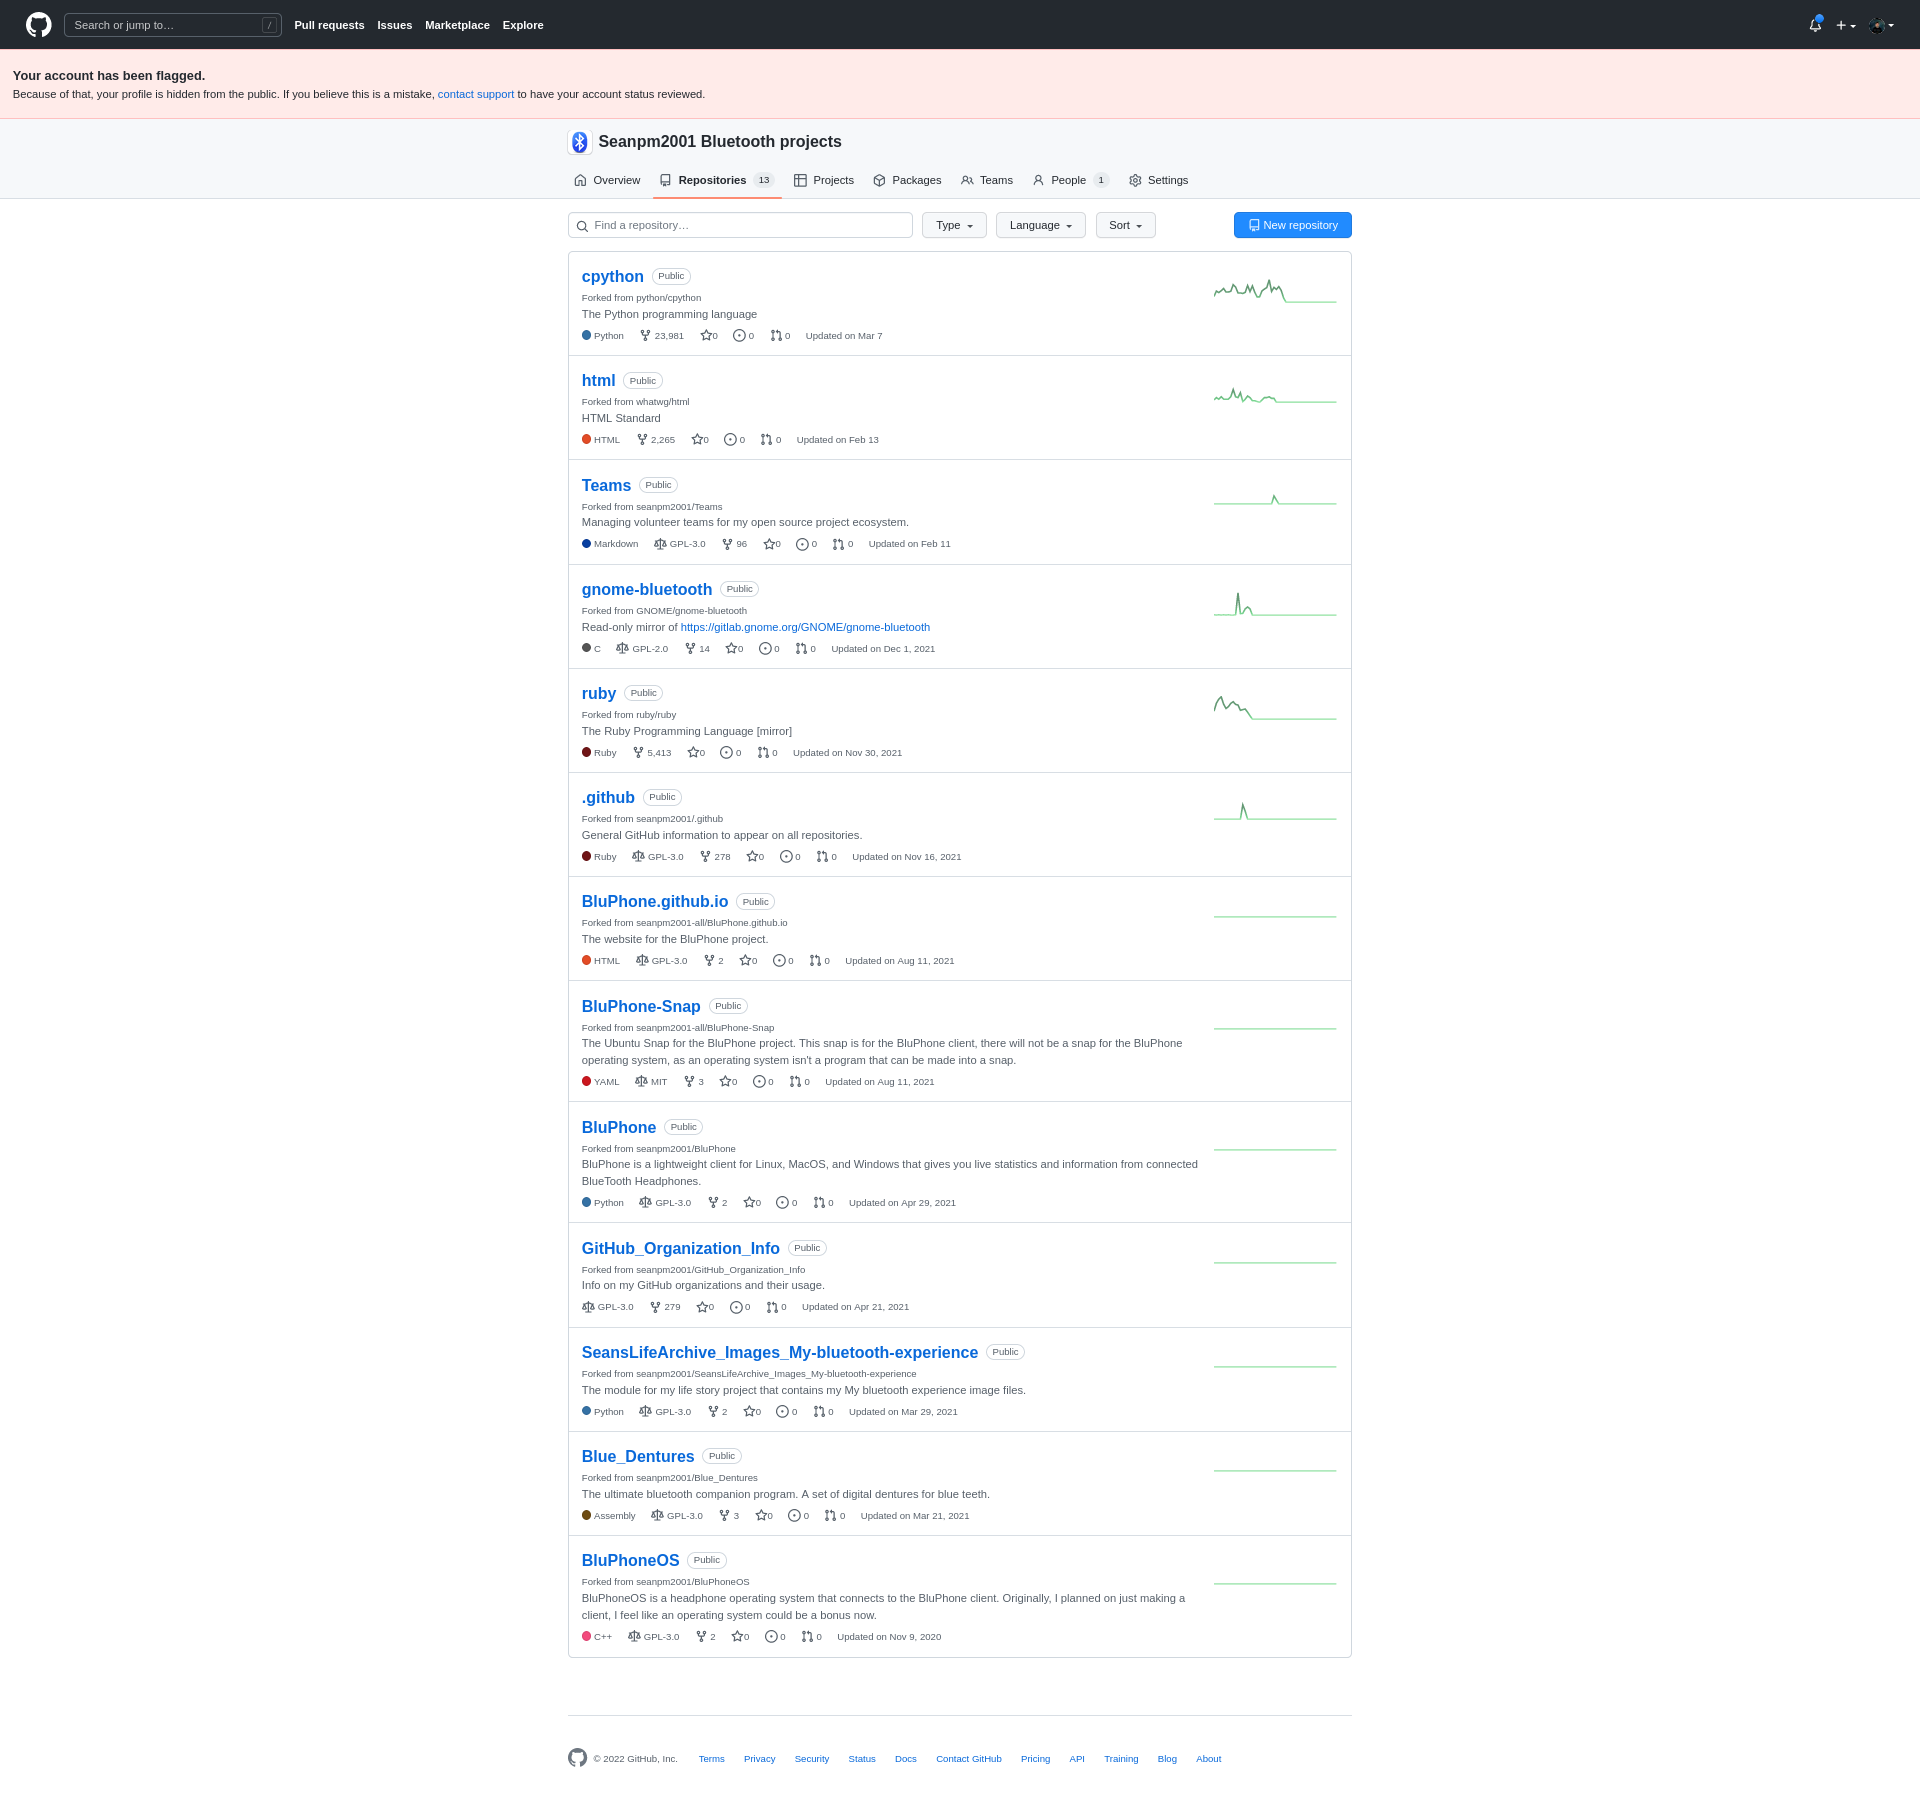 Search or jump to… /
Pull requests Issues Marketplace Explore
Your account has been flagged.
Because of that, your profile is hidden from the public. If you believe this is a mistake, contact support to have your account status reviewed.
Seanpm2001 Bluetooth projects
Overview Repositories 13 Projects Packages Teams People 1 Settings
Find a repository… Type Language Sort New repository
cpython Public
Forked from python/cpython
The Python programming language
Python 23,981 0 0 0 Updated on Mar 7
html Public
Forked from whatwg/html
HTML Standard
HTML 2,265 0 0 0 Updated on Feb 13
Teams Public
Forked from seanpm2001/Teams
Managing volunteer teams for my open source project ecosystem.
Markdown GPL-3.0 96 0 0 0 Updated on Feb 11
gnome-bluetooth Public
Forked from GNOME/gnome-bluetooth
Read-only mirror of https://gitlab.gnome.org/GNOME/gnome-bluetooth
C GPL-2.0 14 0 0 0 Updated on Dec 1, 2021
ruby Public
Forked from ruby/ruby
The Ruby Programming Language [mirror]
Ruby 5,413 0 0 0 Updated on Nov 30, 2021
.github Public
Forked from seanpm2001/.github
General GitHub information to appear on all repositories.
Ruby GPL-3.0 278 0 0 0 Updated on Nov 16, 2021
BluPhone.github.io Public
Forked from seanpm2001-all/BluPhone.github.io
The website for the BluPhone project.
HTML GPL-3.0 2 0 0 0 Updated on Aug 11, 2021
BluPhone-Snap Public
Forked from seanpm2001-all/BluPhone-Snap
The Ubuntu Snap for the BluPhone project. This snap is for the BluPhone client, there will not be a snap for the BluPhone
operating system, as an operating system isn't a program that can be made into a snap.
YAML MIT 3 0 0 0 Updated on Aug 11, 2021
BluPhone Public
Forked from seanpm2001/BluPhone
BluPhone is a lightweight client for Linux, MacOS, and Windows that gives you live statistics and information from connected
BlueTooth Headphones.
Python GPL-3.0 2 0 0 0 Updated on Apr 29, 2021
GitHub_Organization_Info Public
Forked from seanpm2001/GitHub_Organization_Info
Info on my GitHub organizations and their usage.
GPL-3.0 279 0 0 0 Updated on Apr 21, 2021
SeansLifeArchive_Images_My-bluetooth-experience Public
Forked from seanpm2001/SeansLifeArchive_Images_My-bluetooth-experience
The module for my life story project that contains my My bluetooth experience image files.
Python GPL-3.0 2 0 0 0 Updated on Mar 29, 2021
Blue_Dentures Public
Forked from seanpm2001/Blue_Dentures
The ultimate bluetooth companion program. A set of digital dentures for blue teeth.
Assembly GPL-3.0 3 0 0 0 Updated on Mar 21, 2021
BluPhoneOS Public
Forked from seanpm2001/BluPhoneOS
BluPhoneOS is a headphone operating system that connects to the BluPhone client. Originally, I planned on just making a
client, I feel like an operating system could be a bonus now.
C++ GPL-3.0 2 0 0 0 Updated on Nov 9, 2020
© 2022 GitHub, Inc. Terms Privacy Security Status Docs Contact GitHub Pricing API Training Blog About